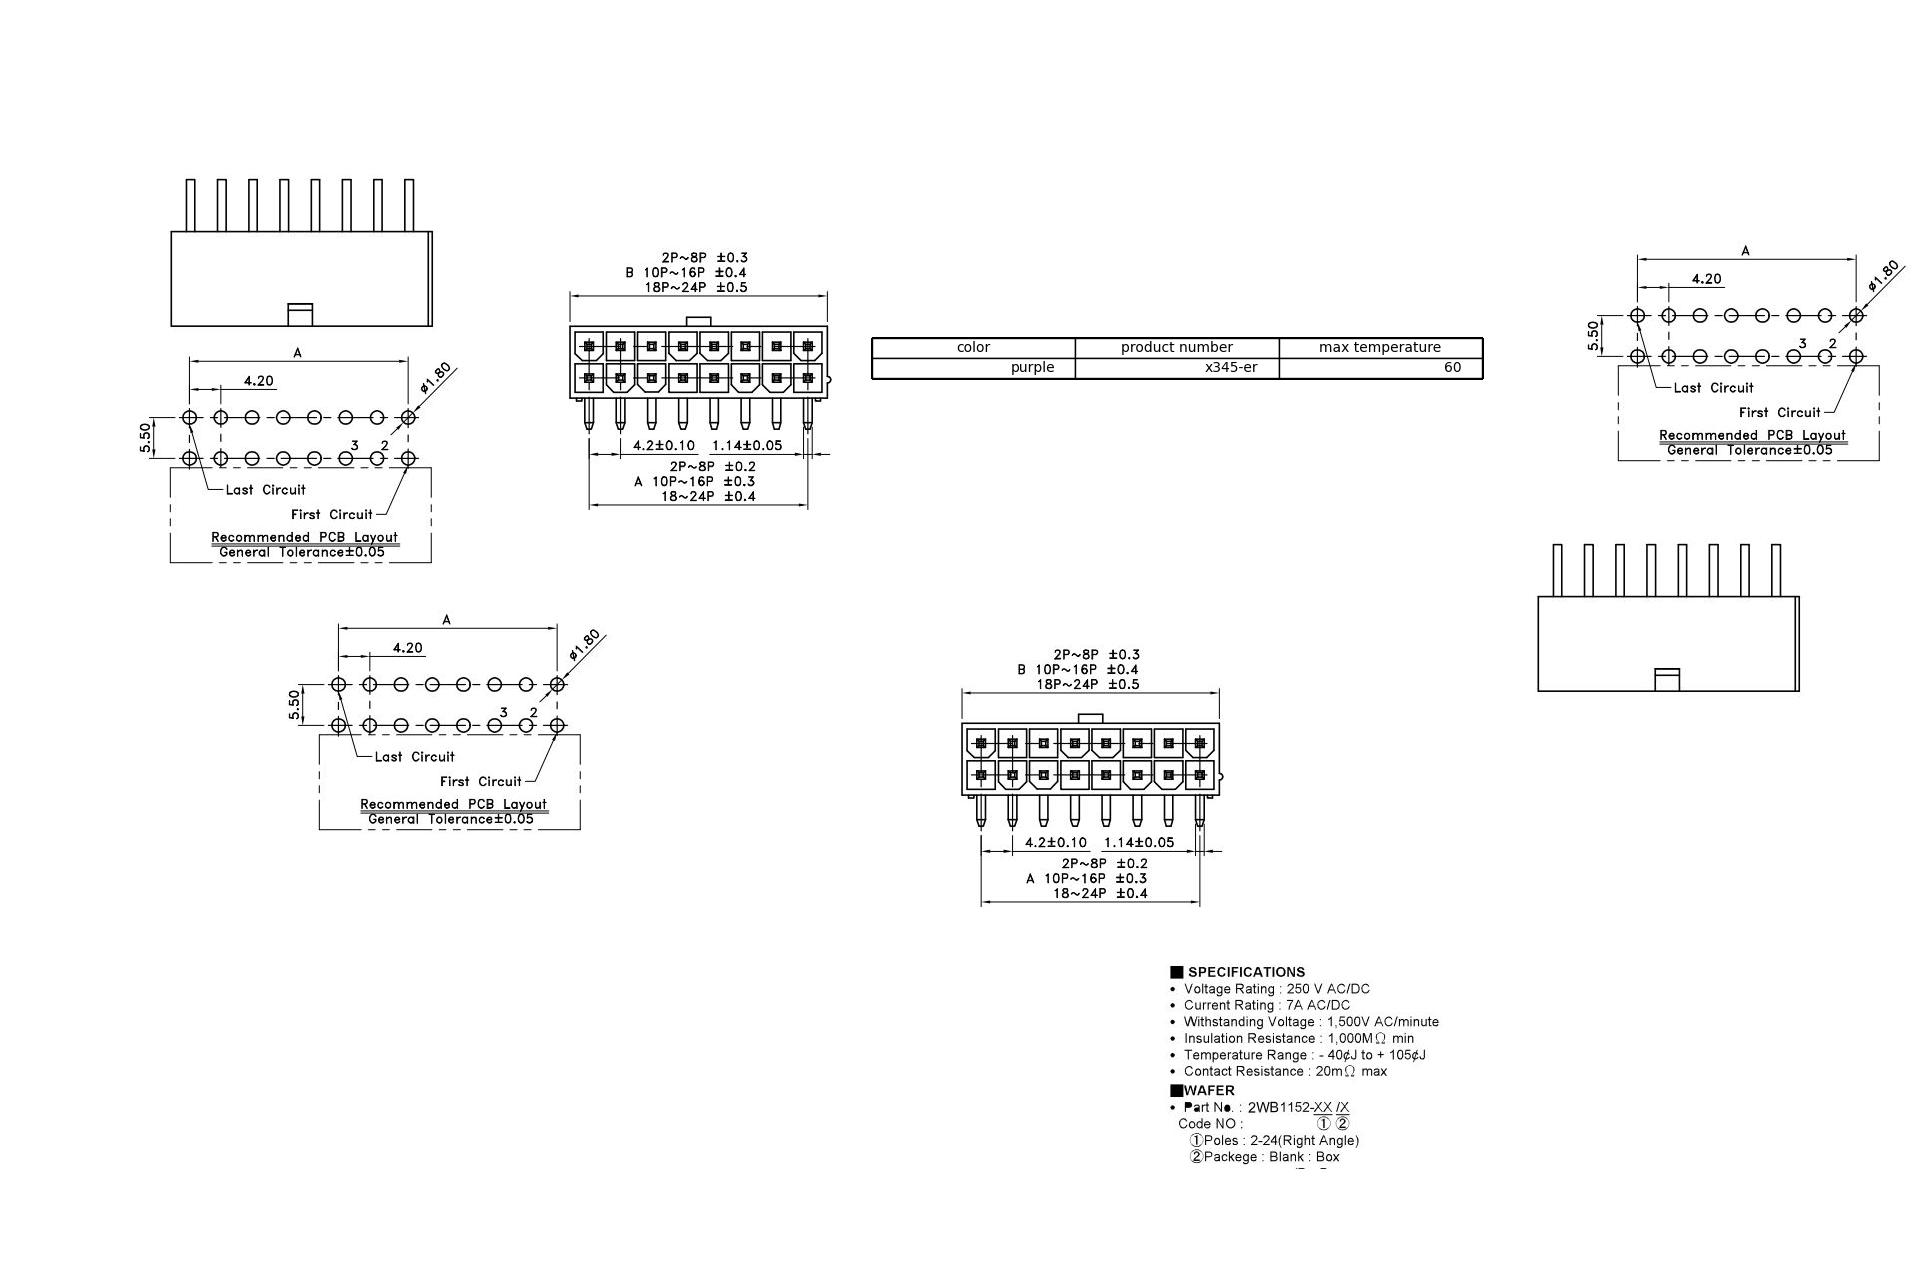 2P~8P ±0.3
B 10P~16P ±0.4
18P~24P ±0.5
4.2±0.10 1.14±0.05
2P~8P ±0.2
A 10P~16P ±0.3
18~24P ±0.4
color product number max temperature
purple x345-er 60
A
4.20
ø1.80
5.50
3 2
Last Circuit
First Circuit
Recommended PCB Layout
General Tolerance±0.05
A
4.20
ø1.80
5.50
3 2
Last Circuit
First Circuit
Recommended PCB Layout
General Tolerance±0.05
A
4.20
ø1.80
5.50
3 2
Last Circuit
First Circuit
Recommended PCB Layout
General Tolerance±0.05
2P~8P ±0.3
B 10P~16P ±0.4
18P~24P ±0.5
4.2±0.10 1.14±0.05
2P~8P ±0.2
A 10P~16P ±0.3
18~24P ±0.4
■ SPECIFICATIONS
• Voltage Rating : 250 V AC/DC
• Current Rating : 7A AC/DC
• Withstanding Voltage : 1,500V AC/minute
• Insulation Resistance : 1,000MΩ min
• Temperature Range : - 40¢J to + 105¢J
• Contact Resistance : 20mΩ max
■WAFER
• Part No. : 2WB1152-XX /X
Code NO : ① ②
①Poles : 2-24(Right Angle)
②Packege : Blank : Box